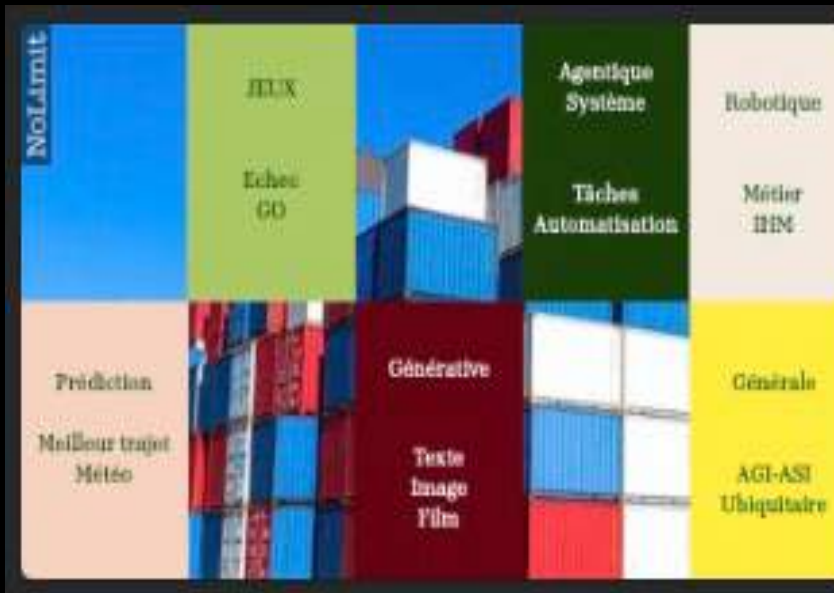 NoLimit
JEUX
Echec
GO
Agentique
Système
Tâches
Automatisation
Robotique
Métier
IHM
Prédiction
Meilleur trajet
Météo
Générative
Texte
Image
Film
Générale
AGI-ASI
Ubiquitaire